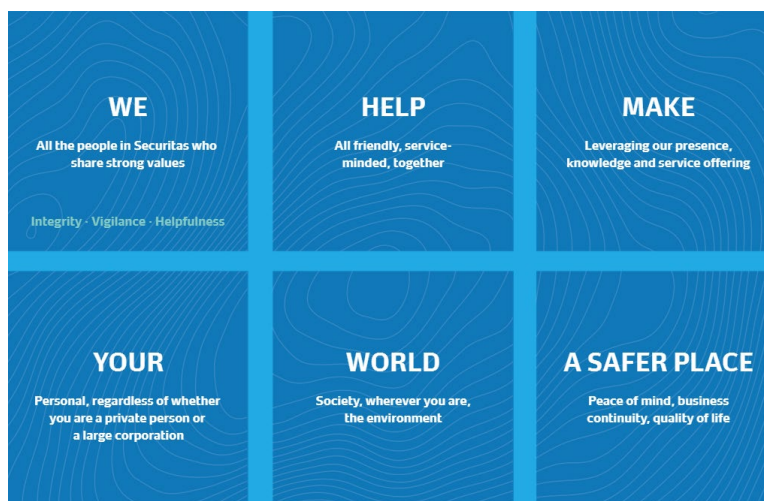 WE
All the people in Securitas who
share strong values
Integrity · Vigilance · Helpfulness
HELP
All friendly, service-
minded, together
MAKE
Leveraging our presence,
knowledge and service offering
YOUR
Personal, regardless of whether
you are a private person or
a large corporation
WORLD
Society, wherever you are,
the environment
A SAFER PLACE
Peace of mind, business
continuity, quality of life